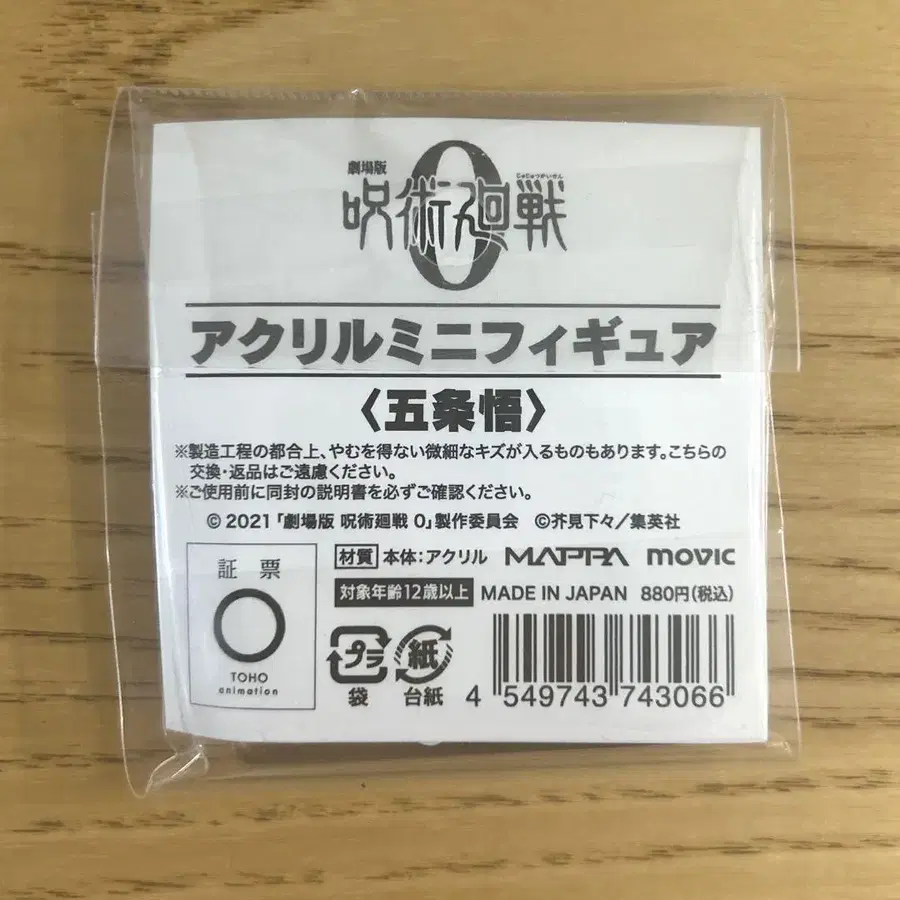 劇場版
じゅじゅつかいせん
呪術廻戦
0
アクリルミニフィギュア
〈五条悟〉
※製造工程の都合上、やむを得ない微細なキズが入るものもあります。こちらの
交換・返品はご遠慮ください。
※ご使用前に同封の説明書を必ずご確認ください。
© 2021「劇場版 呪術廻戦 0」製作委員会 ©芥見下々／集英社
証票
TOHO
animation
材質 本体：アクリル MAPPA movic
対象年齢12歳以上 MADE IN JAPAN 880円(税込)
プラ 紙
袋 台紙
4 549743 743066